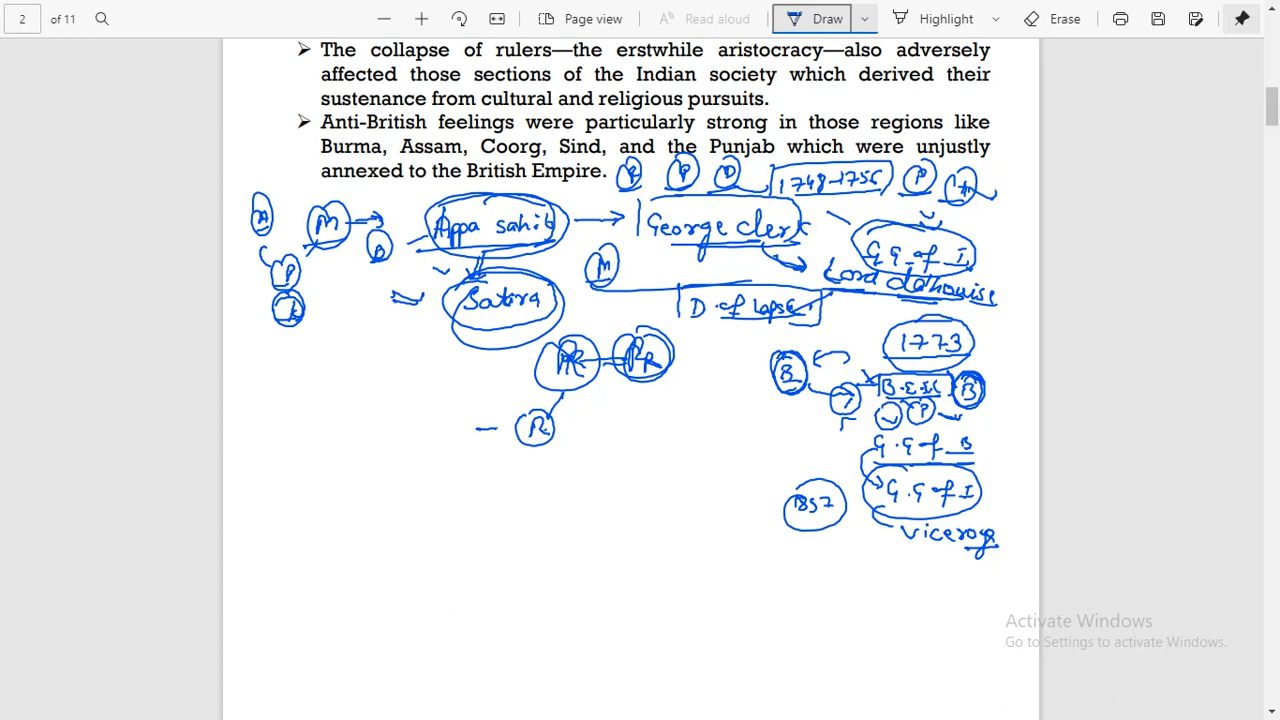 2 of 11
Page view
Read aloud
Draw
Highlight
Erase
➢ The collapse of rulers—the erstwhile aristocracy—also adversely
affected those sections of the Indian society which derived their
sustenance from cultural and religious pursuits.
➢ Anti-British feelings were particularly strong in those regions like
Burma, Assam, Coorg, Sind, and the Punjab which were unjustly
annexed to the British Empire.
P D 1748-1756 P
A M B Appa sahib George clerk G.G of I
P Satara M D. of Lapse Lord dalhousie
1773
B B.E.IC B
R P
G.G of B
1857 G.G of I
Viceroy
Activate Windows
Go to Settings to activate Windows.